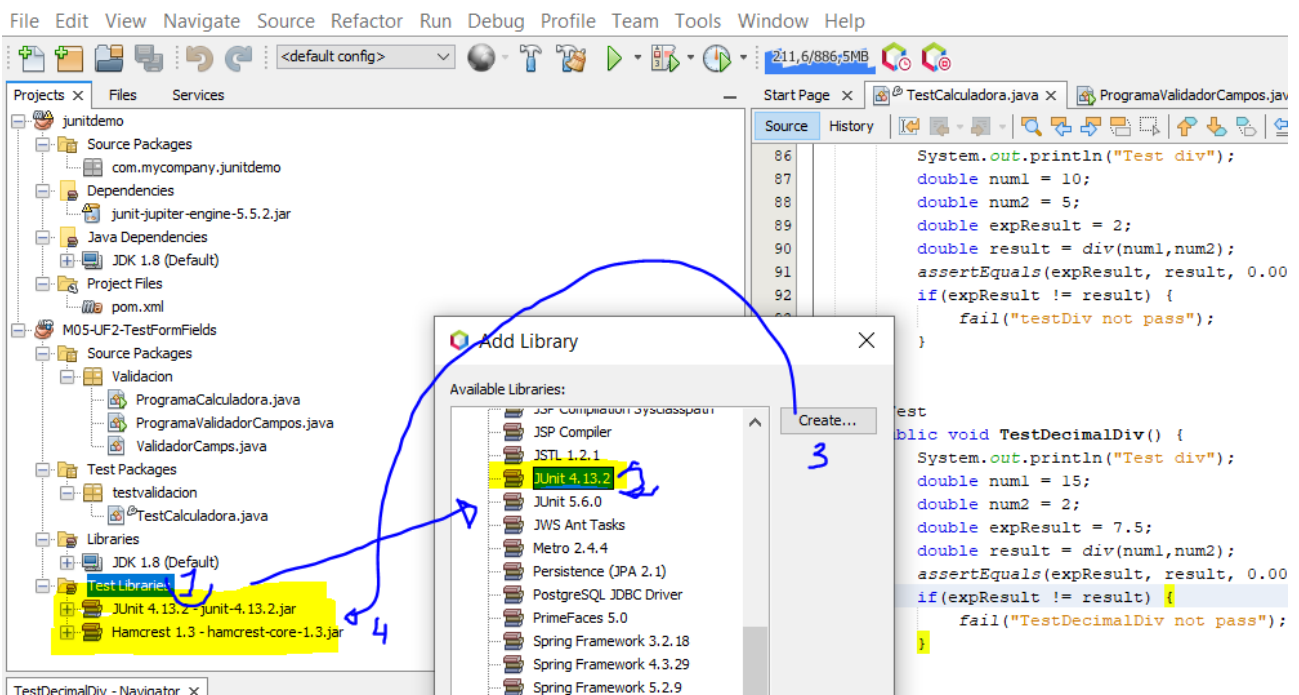 File Edit View Navigate Source Refactor Run Debug Profile Team Tools Window Help
<default config>
211,6/886,5MB
Projects Files Services
junitdemo
Source Packages
com.mycompany.junitdemo
Dependencies
junit-jupiter-engine-5.5.2.jar
Java Dependencies
JDK 1.8 (Default)
Project Files
pom.xml
M05-UF2-TestFormFields
Source Packages
Validacion
ProgramaCalculadora.java
ProgramaValidadorCampos.java
ValidadorCamps.java
Test Packages
testvalidacion
TestCalculadora.java
Libraries
JDK 1.8 (Default)
Test Libraries 1
JUnit 4.13.2 - junit-4.13.2.jar
Hamcrest 1.3 - hamcrest-core-1.3.jar
4
TestDecimalDiv - Navigator
Add Library
Available Libraries:
JSP Compilation Sysclasspath
JSP Compiler
JSTL 1.2.1
JUnit 4.13.2 2
JUnit 5.6.0
JWS Ant Tasks
Metro 2.4.4
Persistence (JPA 2.1)
PostgreSQL JDBC Driver
PrimeFaces 5.0
Spring Framework 3.2.18
Spring Framework 4.3.29
Spring Framework 5.2.9
Create...
3
Start Page TestCalculadora.java ProgramaValidadorCampos.jav
Source History
86 System.out.println("Test div");
87 double num1 = 10;
88 double num2 = 5;
89 double expResult = 2;
90 double result = div(num1,num2);
91 assertEquals(expResult, result, 0.00
92 if(expResult != result) {
fail("testDiv not pass");
}
est
blic void TestDecimalDiv() {
System.out.println("Test div");
double num1 = 15;
double num2 = 2;
double expResult = 7.5;
double result = div(num1,num2);
assertEquals(expResult, result, 0.00
if(expResult != result) {
fail("TestDecimalDiv not pass");
}